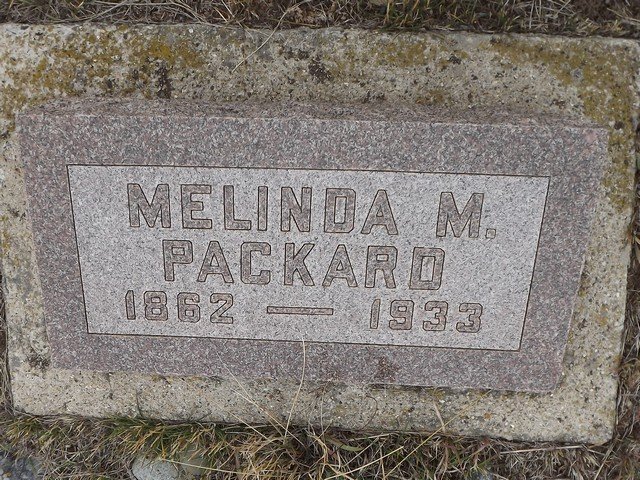 MELINDA M.
PACKARD
1862 — 1933